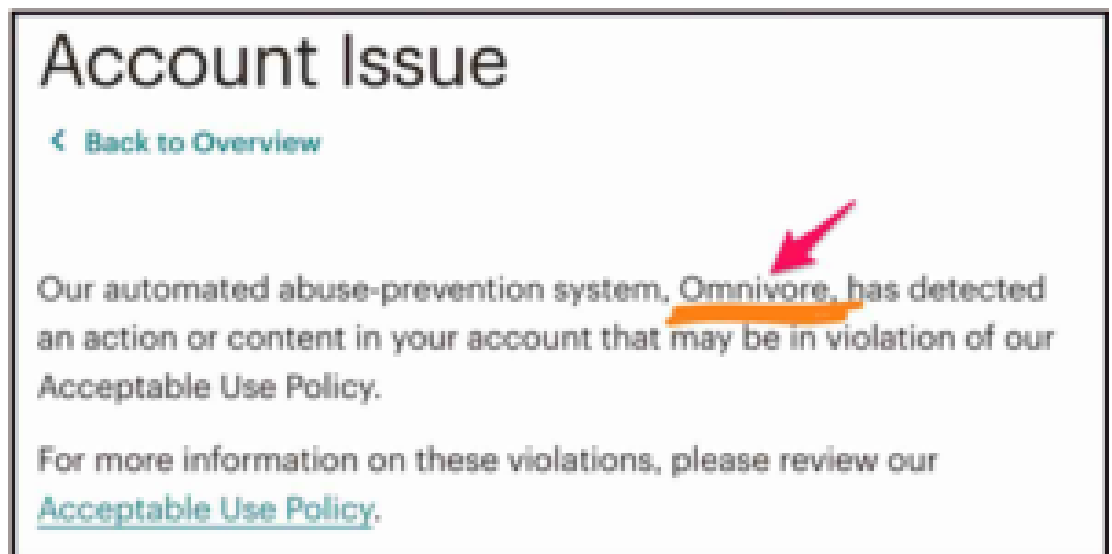 Account Issue
Back to Overview
Our automated abuse-prevention system, Omnivore, has detected
an action or content in your account that may be in violation of our
Acceptable Use Policy.
For more information on these violations, please review our
Acceptable Use Policy.